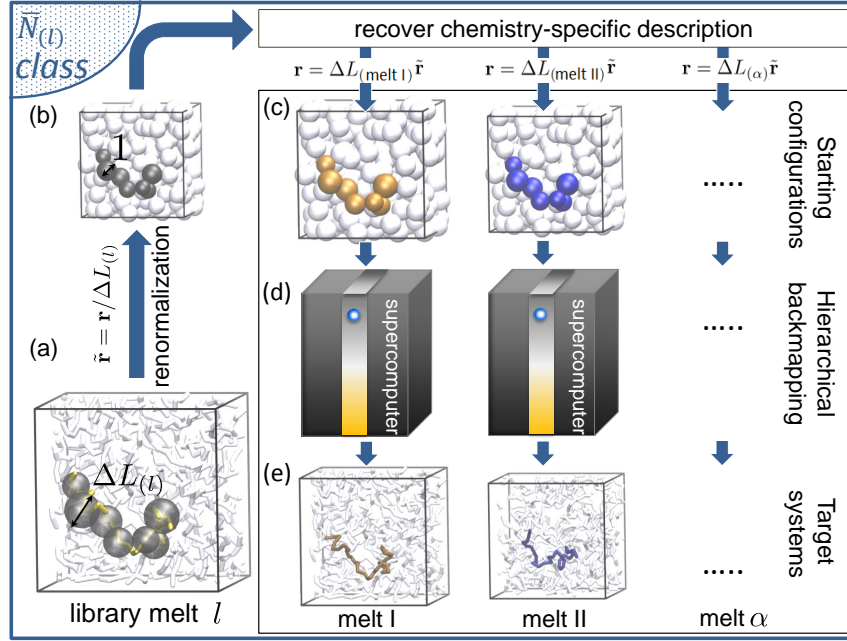 N̅₍ₗ₎
class
recover chemistry-specific description
r = ΔL₍melt I₎ r̃
r = ΔL₍melt II₎ r̃
r = ΔL₍α₎ r̃
(b)
1
(c)
.....
Starting
configurations
r̃ = r/ΔL₍ₗ₎
renormalization
(d)
supercomputer
supercomputer
.....
Hierarchical
backmapping
(a)
ΔL₍ₗ₎
library melt l
(e)
.....
Target
systems
melt I
melt II
melt α